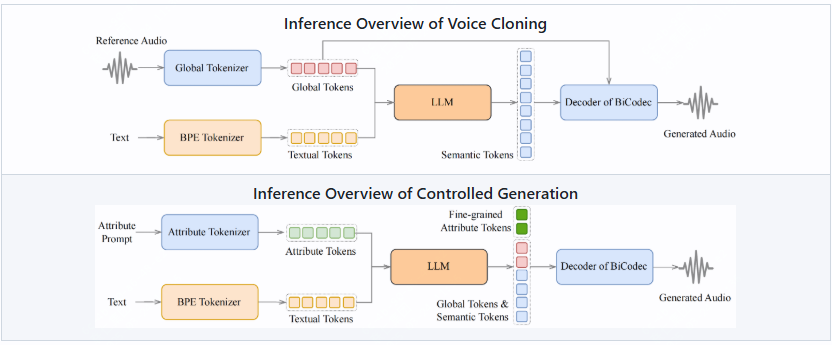 Inference Overview of Voice Cloning
Reference Audio
Global Tokenizer
Global Tokens
Text
BPE Tokenizer
Textual Tokens
LLM
Semantic Tokens
Decoder of BiCodec
Generated Audio
Inference Overview of Controlled Generation
Attribute
Prompt
Attribute Tokenizer
Attribute Tokens
Text
BPE Tokenizer
Textual Tokens
LLM
Fine-grained
Attribute Tokens
Global Tokens &
Semantic Tokens
Decoder of BiCodec
Generated Audio